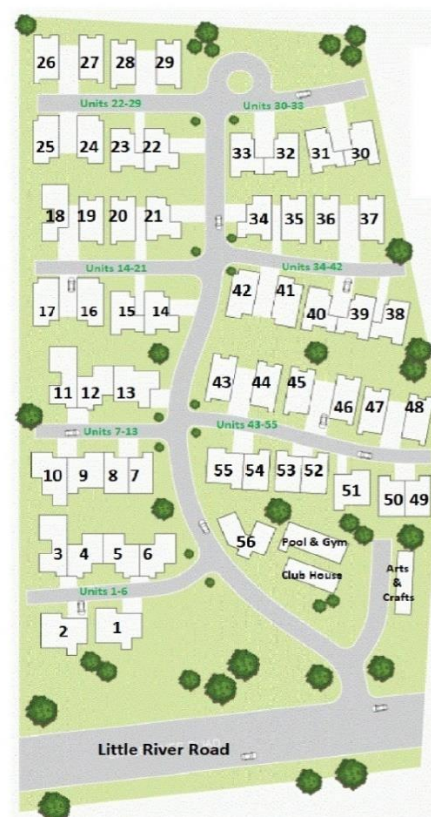 26 27 28 29
Units 22-29 Units 30-33
25 24 23 22 33 32 31 30
18 19 20 21 34 35 36 37
Units 14-21 Units 34-42
17 16 15 14 42 41 40 39 38
11 12 13 43 44 45 46 47 48
Units 7-13 Units 43-55
10 9 8 7 55 54 53 52 51 50 49
3 4 5 6 56 Pool & Gym
Club House
Arts
&
Crafts
Units 1-6
2 1
Little River Road